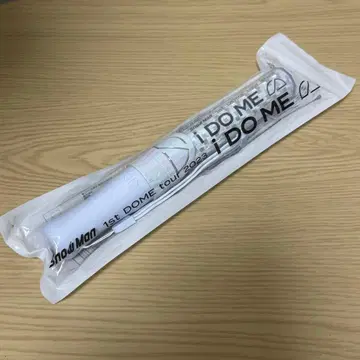 i DO ME
i DO ME
1st DOME tour 2023
Snow Man